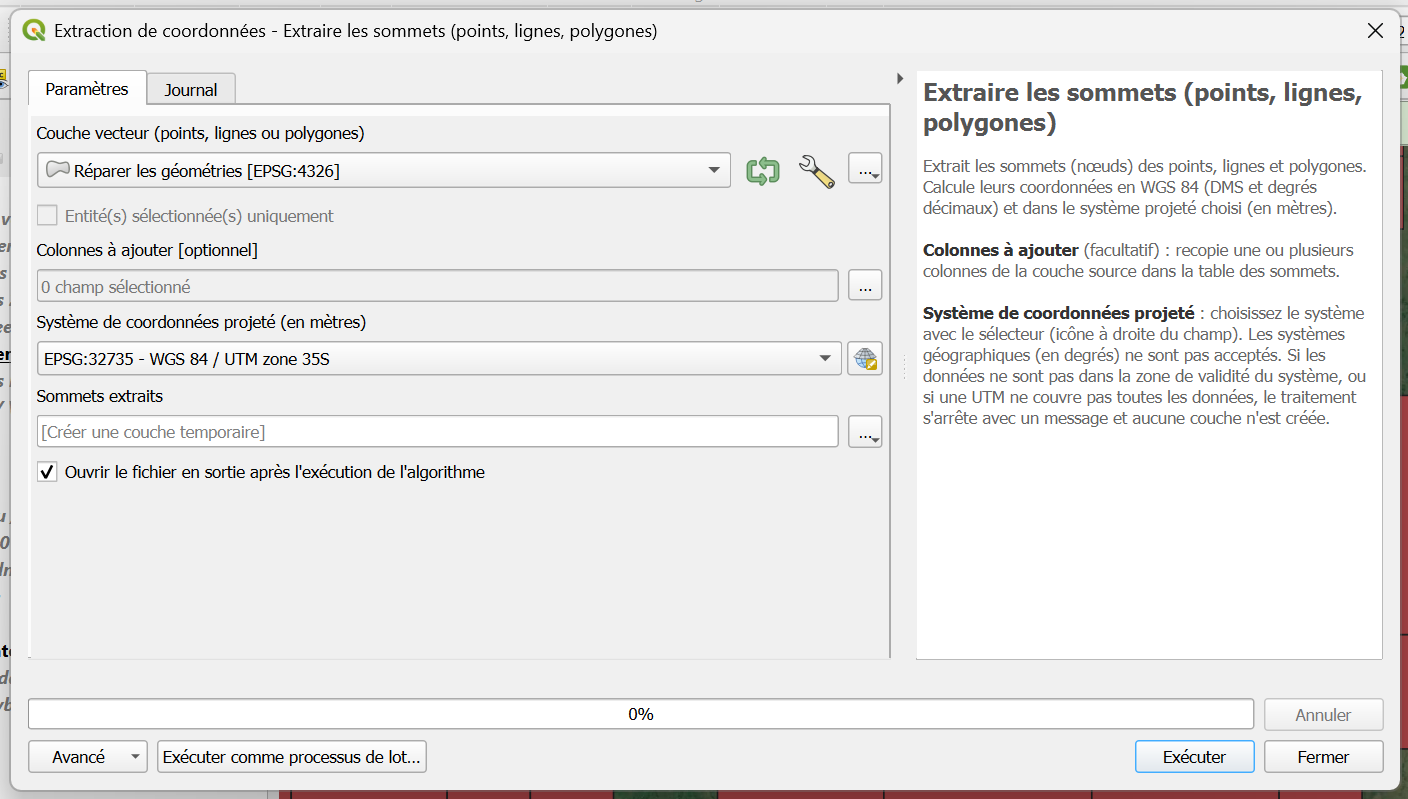 Extraction de coordonnées - Extraire les sommets (points, lignes, polygones)
Paramètres
Journal
Couche vecteur (points, lignes ou polygones)
Réparer les géométries [EPSG:4326]
...
Entité(s) sélectionnée(s) uniquement
Colonnes à ajouter [optionnel]
0 champ sélectionné
...
Système de coordonnées projeté (en mètres)
EPSG:32735 - WGS 84 / UTM zone 35S
Sommets extraits
[Créer une couche temporaire]
...
Ouvrir le fichier en sortie après l'exécution de l'algorithme
Extraire les sommets (points, lignes,
polygones)
Extrait les sommets (nœuds) des points, lignes et polygones.
Calcule leurs coordonnées en WGS 84 (DMS et degrés
décimaux) et dans le système projeté choisi (en mètres).
Colonnes à ajouter (facultatif) : recopie une ou plusieurs
colonnes de la couche source dans la table des sommets.
Système de coordonnées projeté : choisissez le système
avec le sélecteur (icône à droite du champ). Les systèmes
géographiques (en degrés) ne sont pas acceptés. Si les
données ne sont pas dans la zone de validité du système, ou
si une UTM ne couvre pas toutes les données, le traitement
s'arrête avec un message et aucune couche n'est créée.
0%
Annuler
Avancé
Exécuter comme processus de lot...
Exécuter
Fermer